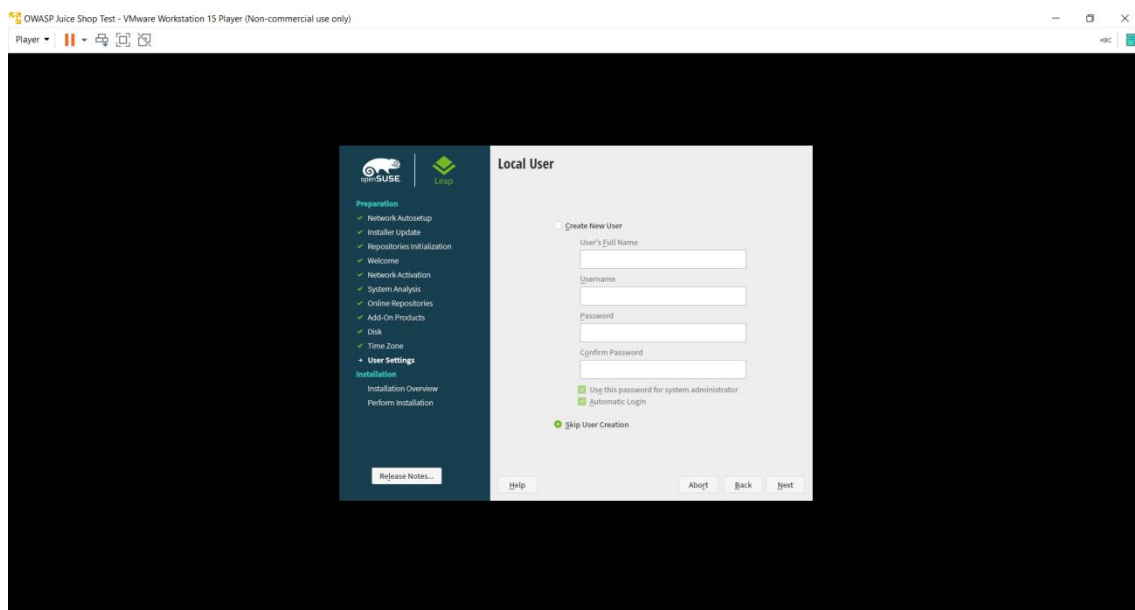 OWASP Juice Shop Test - VMware Workstation 15 Player (Non-commercial use only)
Player
openSUSE
Leap
Preparation
Network Autosetup
Installer Update
Repositories Initialization
Welcome
Network Activation
System Analysis
Online Repositories
Add-On Products
Disk
Time Zone
User Settings
Installation
Installation Overview
Perform Installation
Release Notes...
Local User
Create New User
User's Full Name
Username
Password
Confirm Password
Use this password for system administrator
Automatic Login
Skip User Creation
Help
Abort
Back
Next